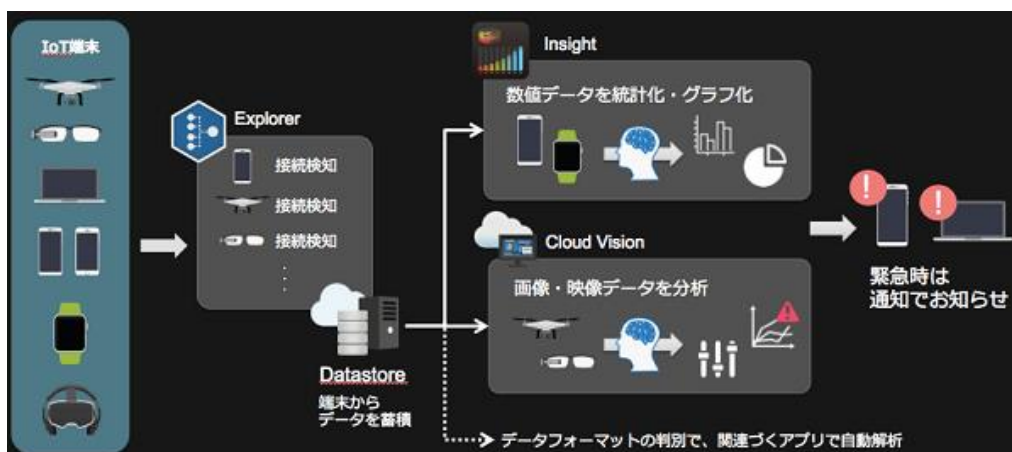 IoT端末
Explorer
接続検知
接続検知
接続検知
Datastore
端末から
データを蓄積
Insight
数値データを統計化・グラフ化
Cloud Vision
画像・映像データを分析
データフォーマットの判別で、関連づくアプリで自動解析
緊急時は
通知でお知らせ